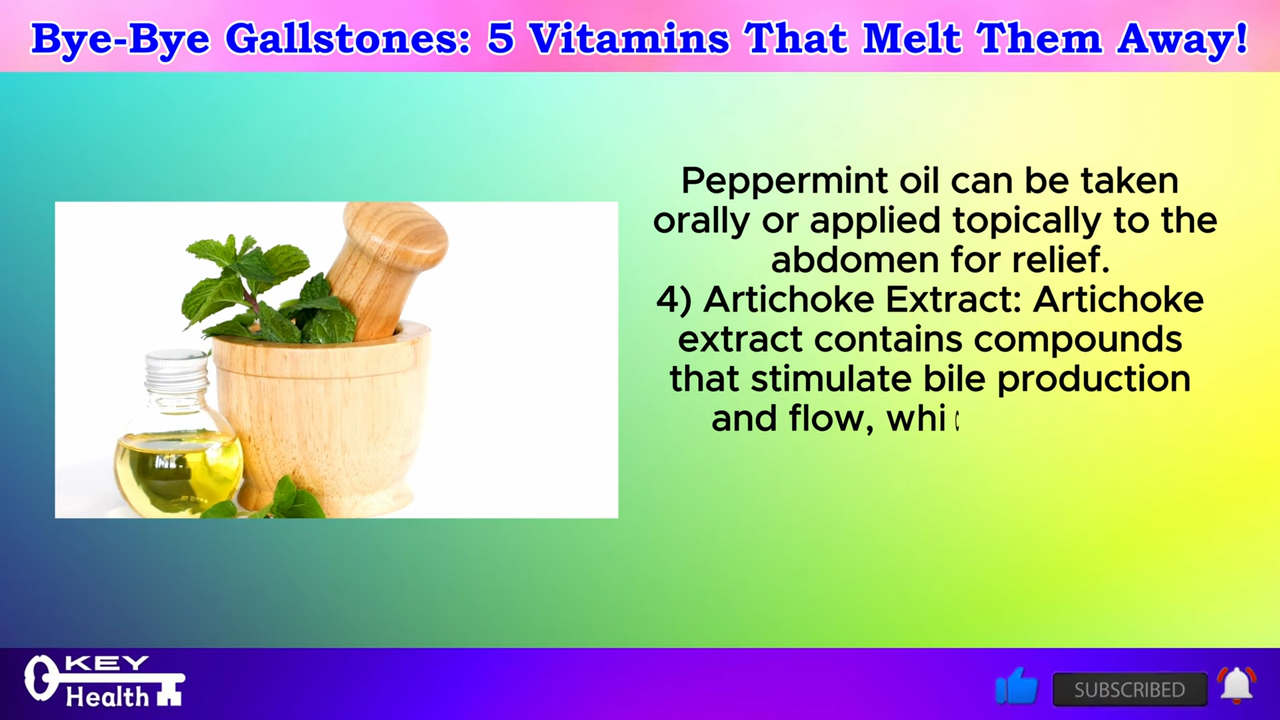 Bye-Bye Gallstones: 5 Vitamins That Melt Them Away!
Peppermint oil can be taken
orally or applied topically to the
abdomen for relief.
4) Artichoke Extract: Artichoke
extract contains compounds
that stimulate bile production
and flow, whi
KEY
Health
SUBSCRIBED